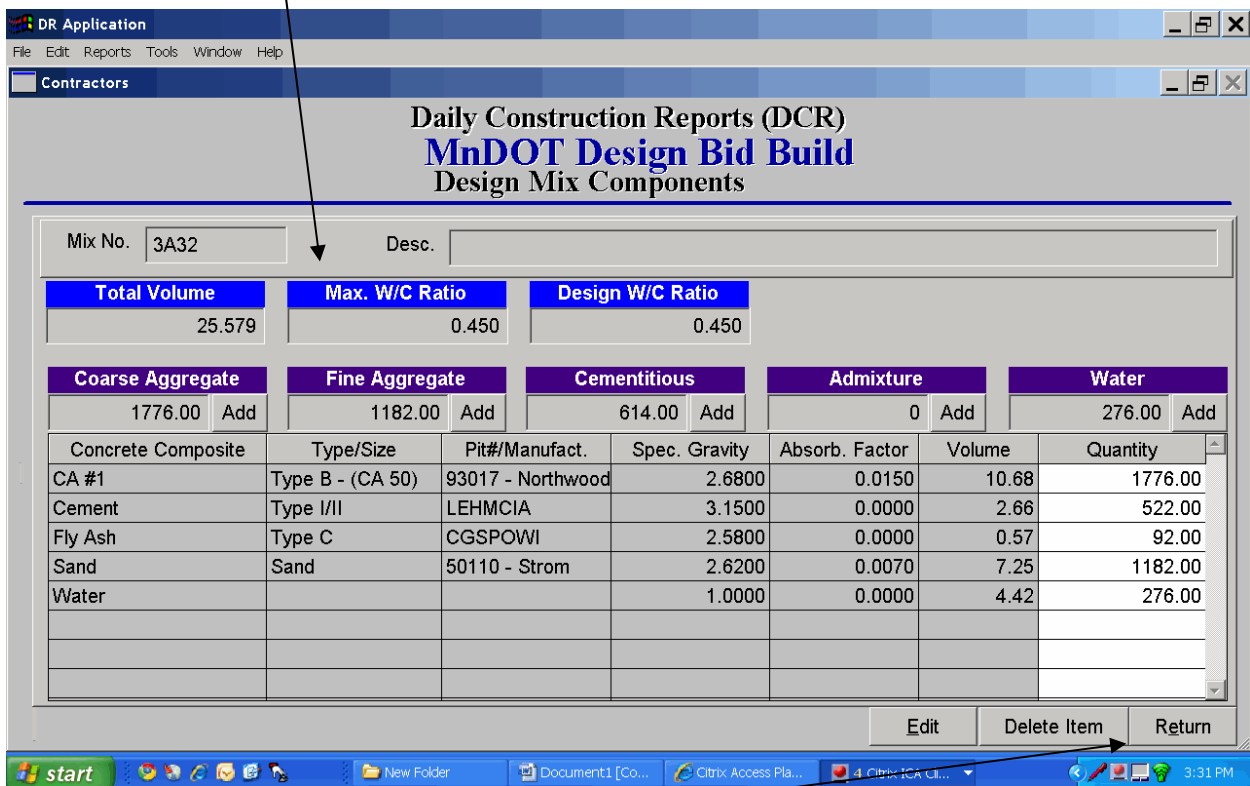 DR Application
File Edit Reports Tools Window Help
Contractors
Daily Construction Reports (DCR)
MnDOT Design Bid Build
Design Mix Components
Mix No. 3A32 Desc.
Total Volume Max. W/C Ratio Design W/C Ratio
25.579 0.450 0.450
Coarse Aggregate Fine Aggregate Cementitious Admixture Water
1776.00 Add 1182.00 Add 614.00 Add 0 Add 276.00 Add
Concrete Composite Type/Size Pit#/Manufact. Spec. Gravity Absorb. Factor Volume Quantity
CA #1 Type B - (CA 50) 93017 - Northwood 2.6800 0.0150 10.68 1776.00
Cement Type I/II LEHMCIA 3.1500 0.0000 2.66 522.00
Fly Ash Type C CGSPOWI 2.5800 0.0000 0.57 92.00
Sand Sand 50110 - Strom 2.6200 0.0070 7.25 1182.00
Water 1.0000 0.0000 4.42 276.00
Edit Delete Item Return
start New Folder Document1 [Co... Citrix Access Pla... 4 Citrix ICA Cli... 3:31 PM